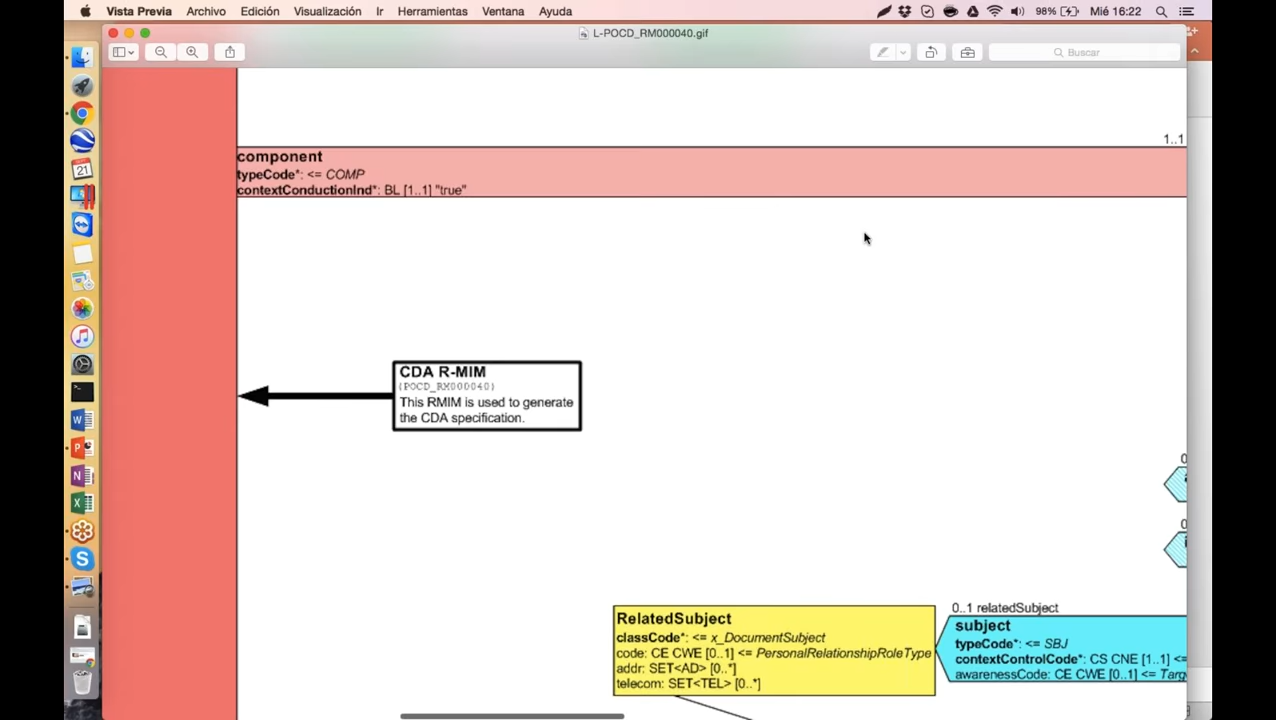 Vista Previa Archivo Edición Visualización Ir Herramientas Ventana Ayuda 98% Mié 16:22
L-POCD_RM000040.gif
Buscar
21
1..1
component
typeCode*: <= COMP
contextConductionInd*: BL [1..1] "true"
CDA R-MIM
(POCD_RM000040)
This RMIM is used to generate
the CDA specification.
0
0
RelatedSubject
classCode*: <= x_DocumentSubject
code: CE CWE [0..1] <= PersonalRelationshipRoleType
addr: SET<AD> [0..*]
telecom: SET<TEL> [0..*]
0..1 relatedSubject
subject
typeCode*: <= SBJ
contextControlCode*: CS CNE [1..1] <=
awarenessCode: CE CWE [0..1] <= Targ